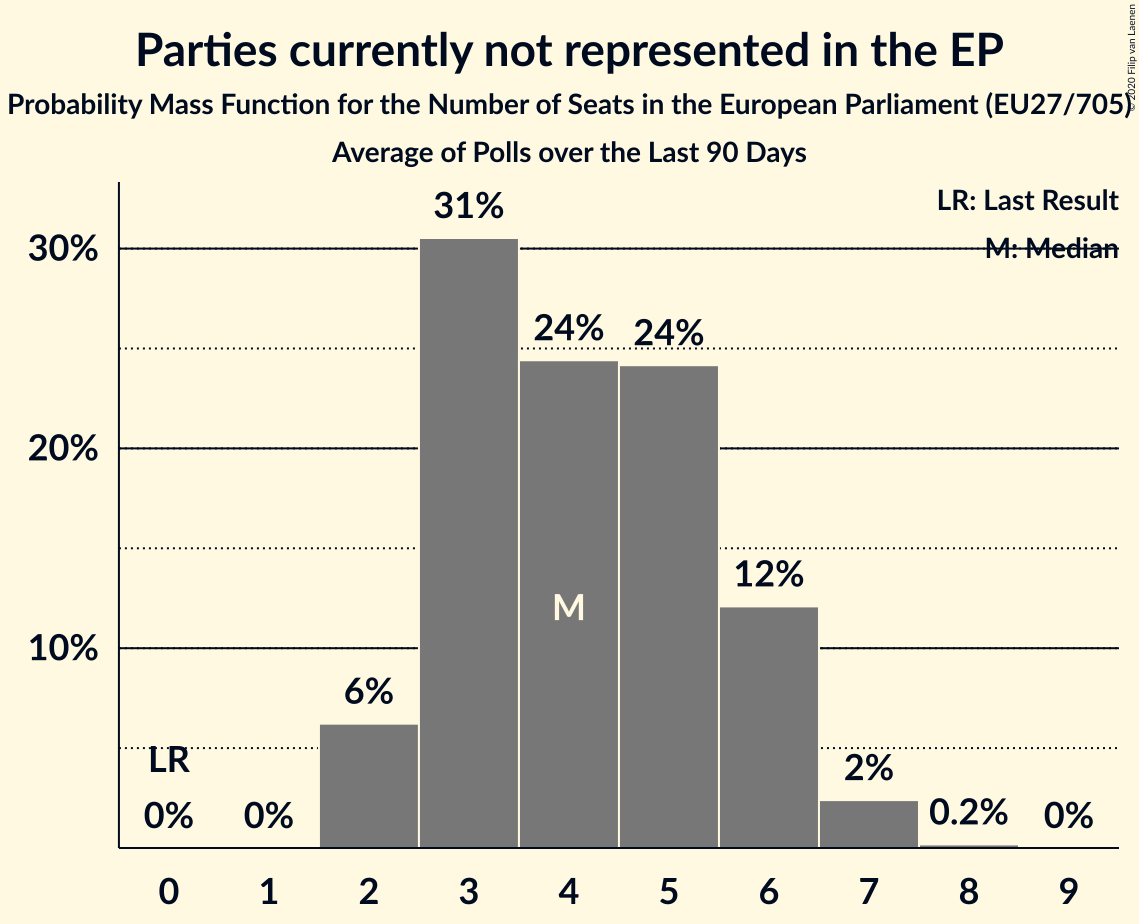 Parties currently not represented in the EP
Probability Mass Function for the Number of Seats in the European Parliament (EU27/705)
Average of Polls over the Last 90 Days
© 2020 Filip van Laenen
LR: Last Result
M: Median
30%
20%
10%
31%
24%
24%
12%
6%
2%
0.2%
LR
0%
0%
0%
M
0 1 2 3 4 5 6 7 8 9